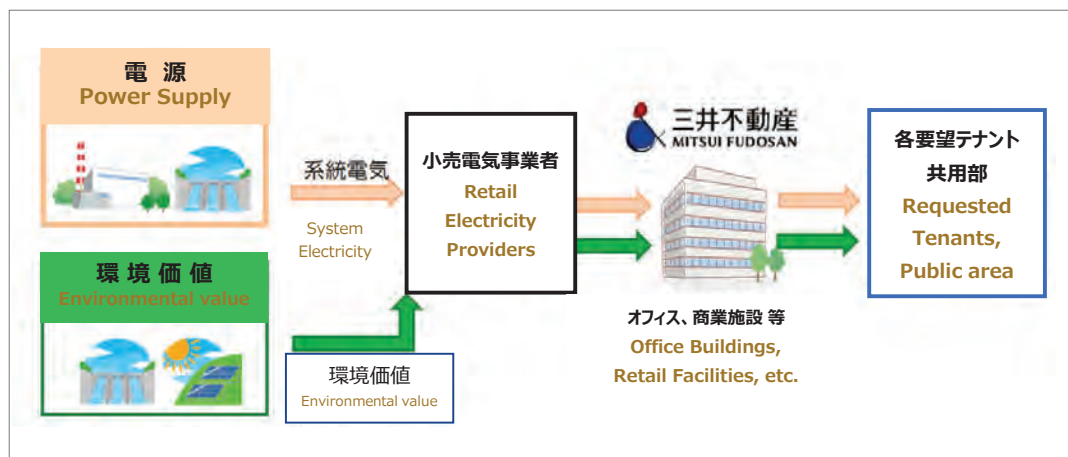 電 源
Power Supply
環 境 価 値
Environmental value
系統電気
System
Electricity
環境価値
Environmental value
小売電気事業者
Retail
Electricity
Providers
三井不動産
MITSUI FUDOSAN
オフィス、商業施設 等
Office Buildings,
Retail Facilities, etc.
各要望テナント
共用部
Requested
Tenants,
Public area